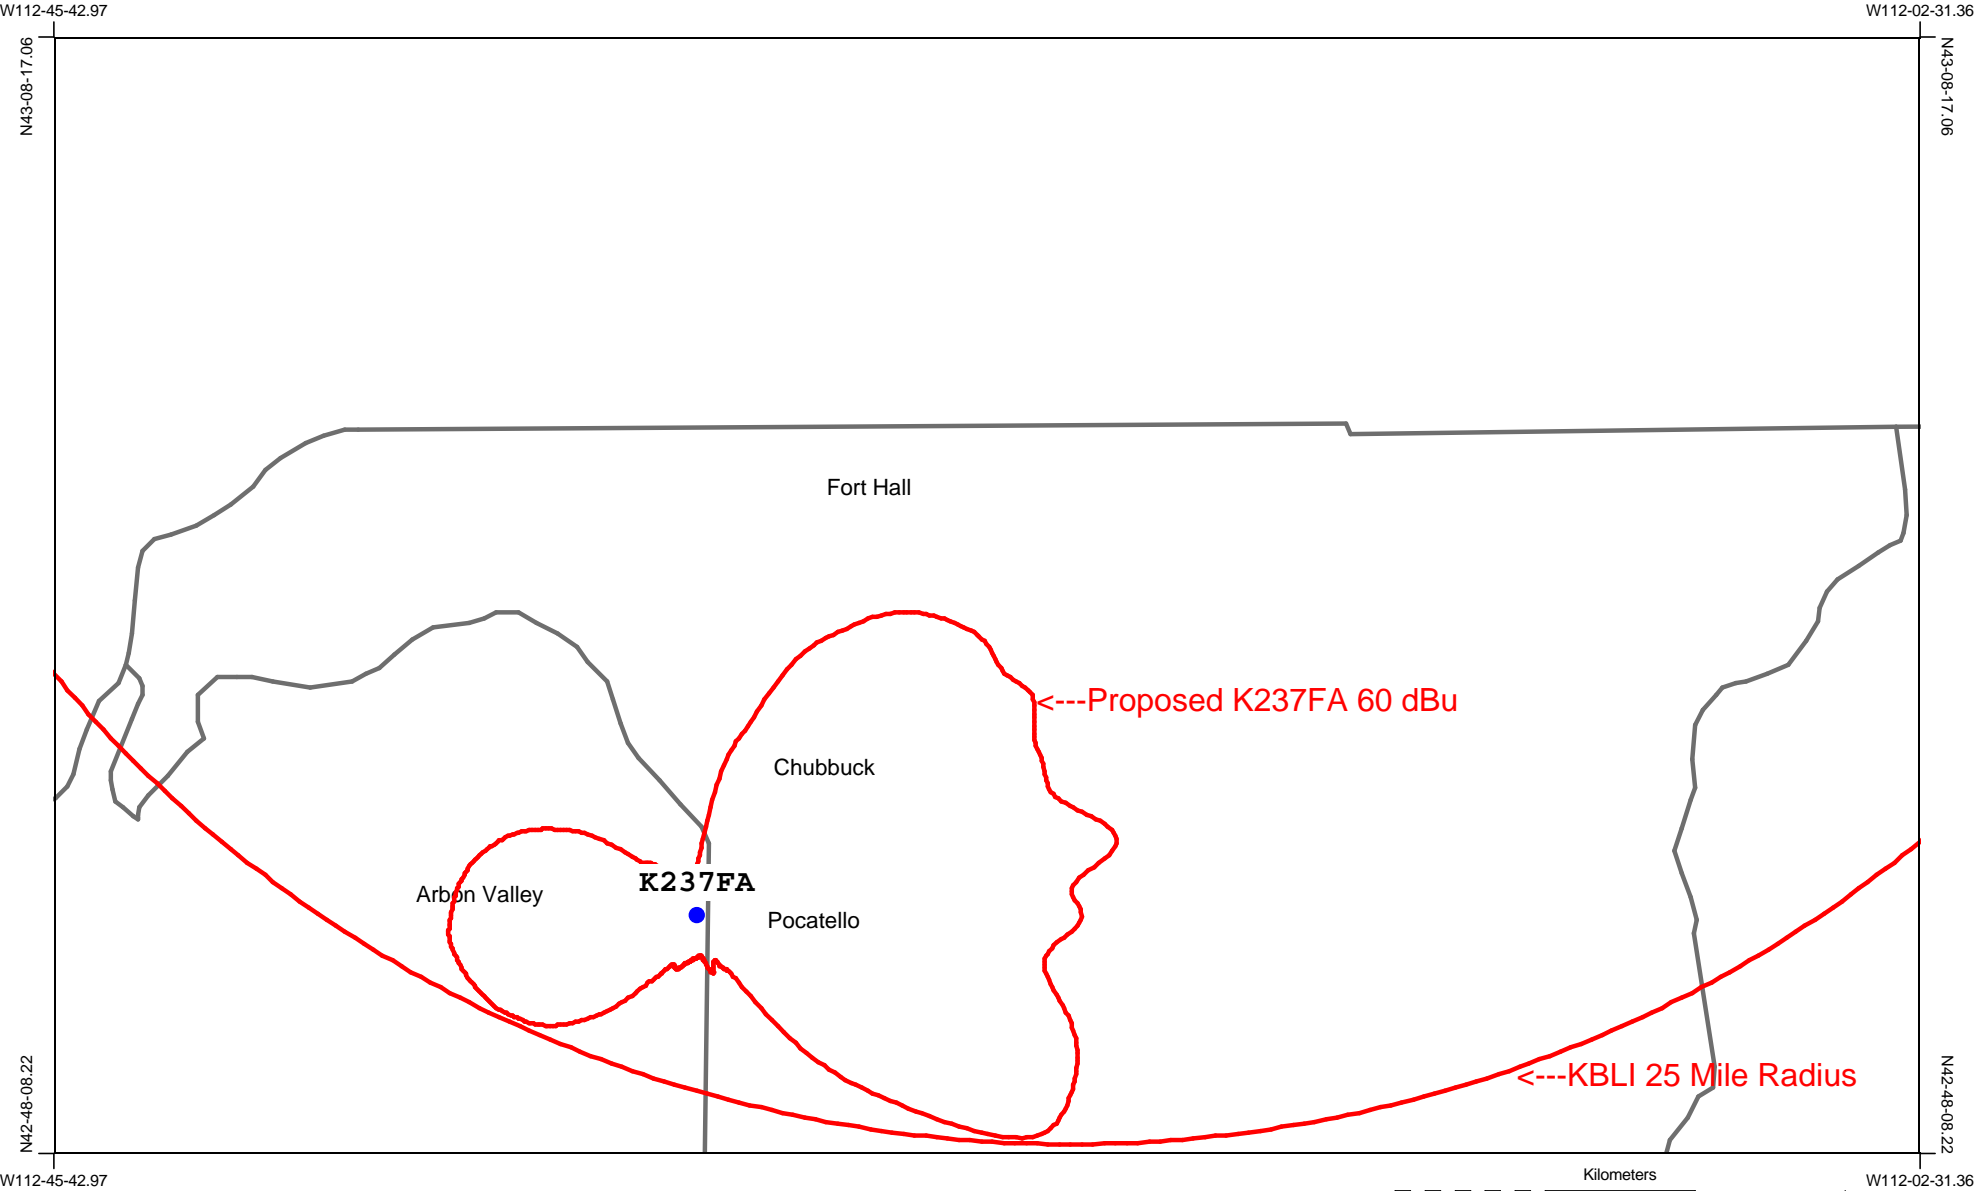 W112-45-42.97
W112-02-31.36
N43-08-17.06
N43-08-17.06
Fort Hall
<---Proposed K237FA 60 dBu
Chubbuck
K237FA
Arbon Valley
Pocatello
<---KBLI 25 Mile Radius
N42-48-08.22
N42-48-08.22
Kilometers
W112-45-42.97
W112-02-31.36